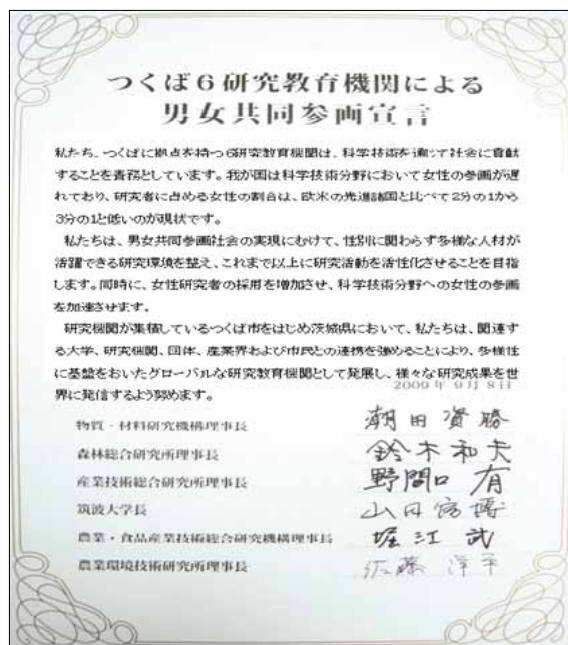 つくば6研究教育機関による
男女共同参画宣言
私たち、つくばに拠点を持つ6研究教育機関は、科学技術を通じて社会に貢献
することを責務としています。我が国は科学技術分野において女性の参画が遅
れており、研究者に占める女性の割合は、欧米の先進諸国と比べて2分の1から
3分の1と低いのが現状です。
私たちは、男女共同参画社会の実現にむけて、性別に関わらず多様な人材が
活躍できる研究環境を整え、これまで以上に研究活動を活性化させることを目指
します。同時に、女性研究者の採用を増加させ、科学技術分野への女性の参画
を加速させます。
研究機関が集積しているつくば市をはじめ茨城県において、私たちは、関連す
る大学、研究機関、団体、産業界および市民との連携を強めることにより、多様性
に基盤をおいたグローバルな研究教育機関として発展し、様々な研究成果を世
界に発信するよう努めます。
2009年9月8日
物質・材料研究機構理事長 潮田資勝
森林総合研究所理事長 鈴木和夫
産業技術総合研究所理事長 野間口有
筑波大学長 山田信博
農業・食品産業技術総合研究機構理事長 堀江武
農業環境技術研究所理事長 佐藤洋平